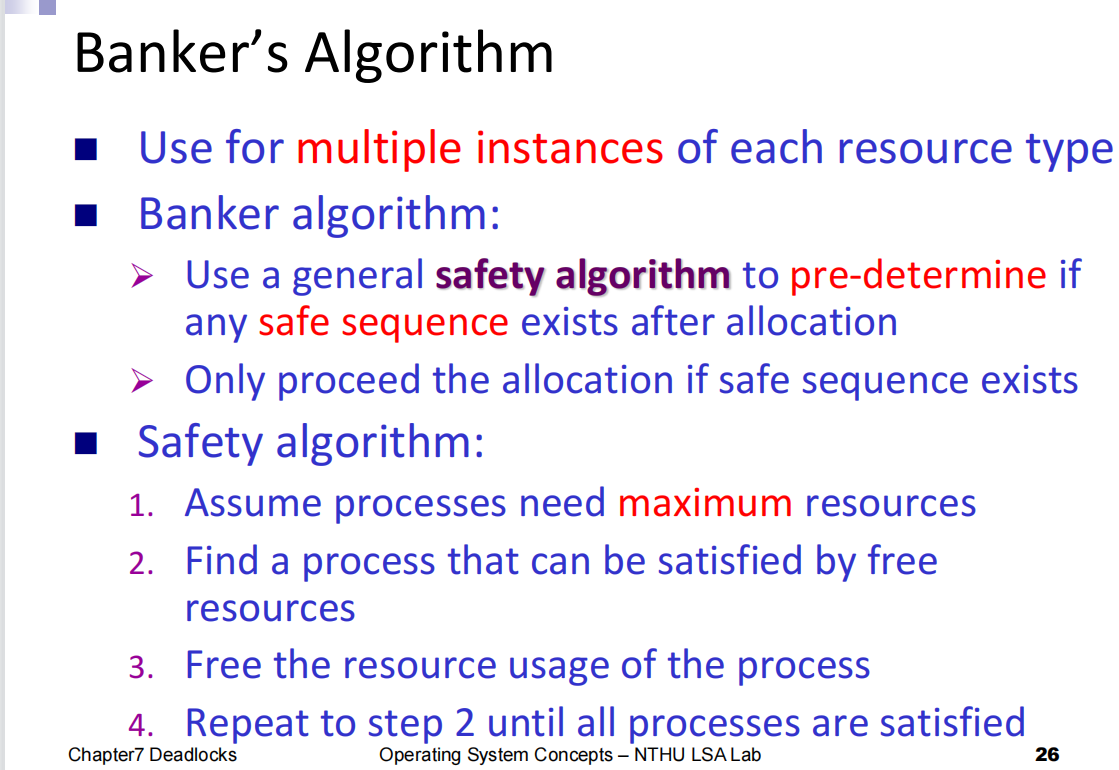 Banker's Algorithm
Use for multiple instances of each resource type
Banker algorithm:
Use a general safety algorithm to pre-determine if
any safe sequence exists after allocation
Only proceed the allocation if safe sequence exists
Safety algorithm:
1. Assume processes need maximum resources
2. Find a process that can be satisfied by free
resources
3. Free the resource usage of the process
4. Repeat to step 2 until all processes are satisfied
Chapter7 Deadlocks Operating System Concepts – NTHU LSA Lab 26